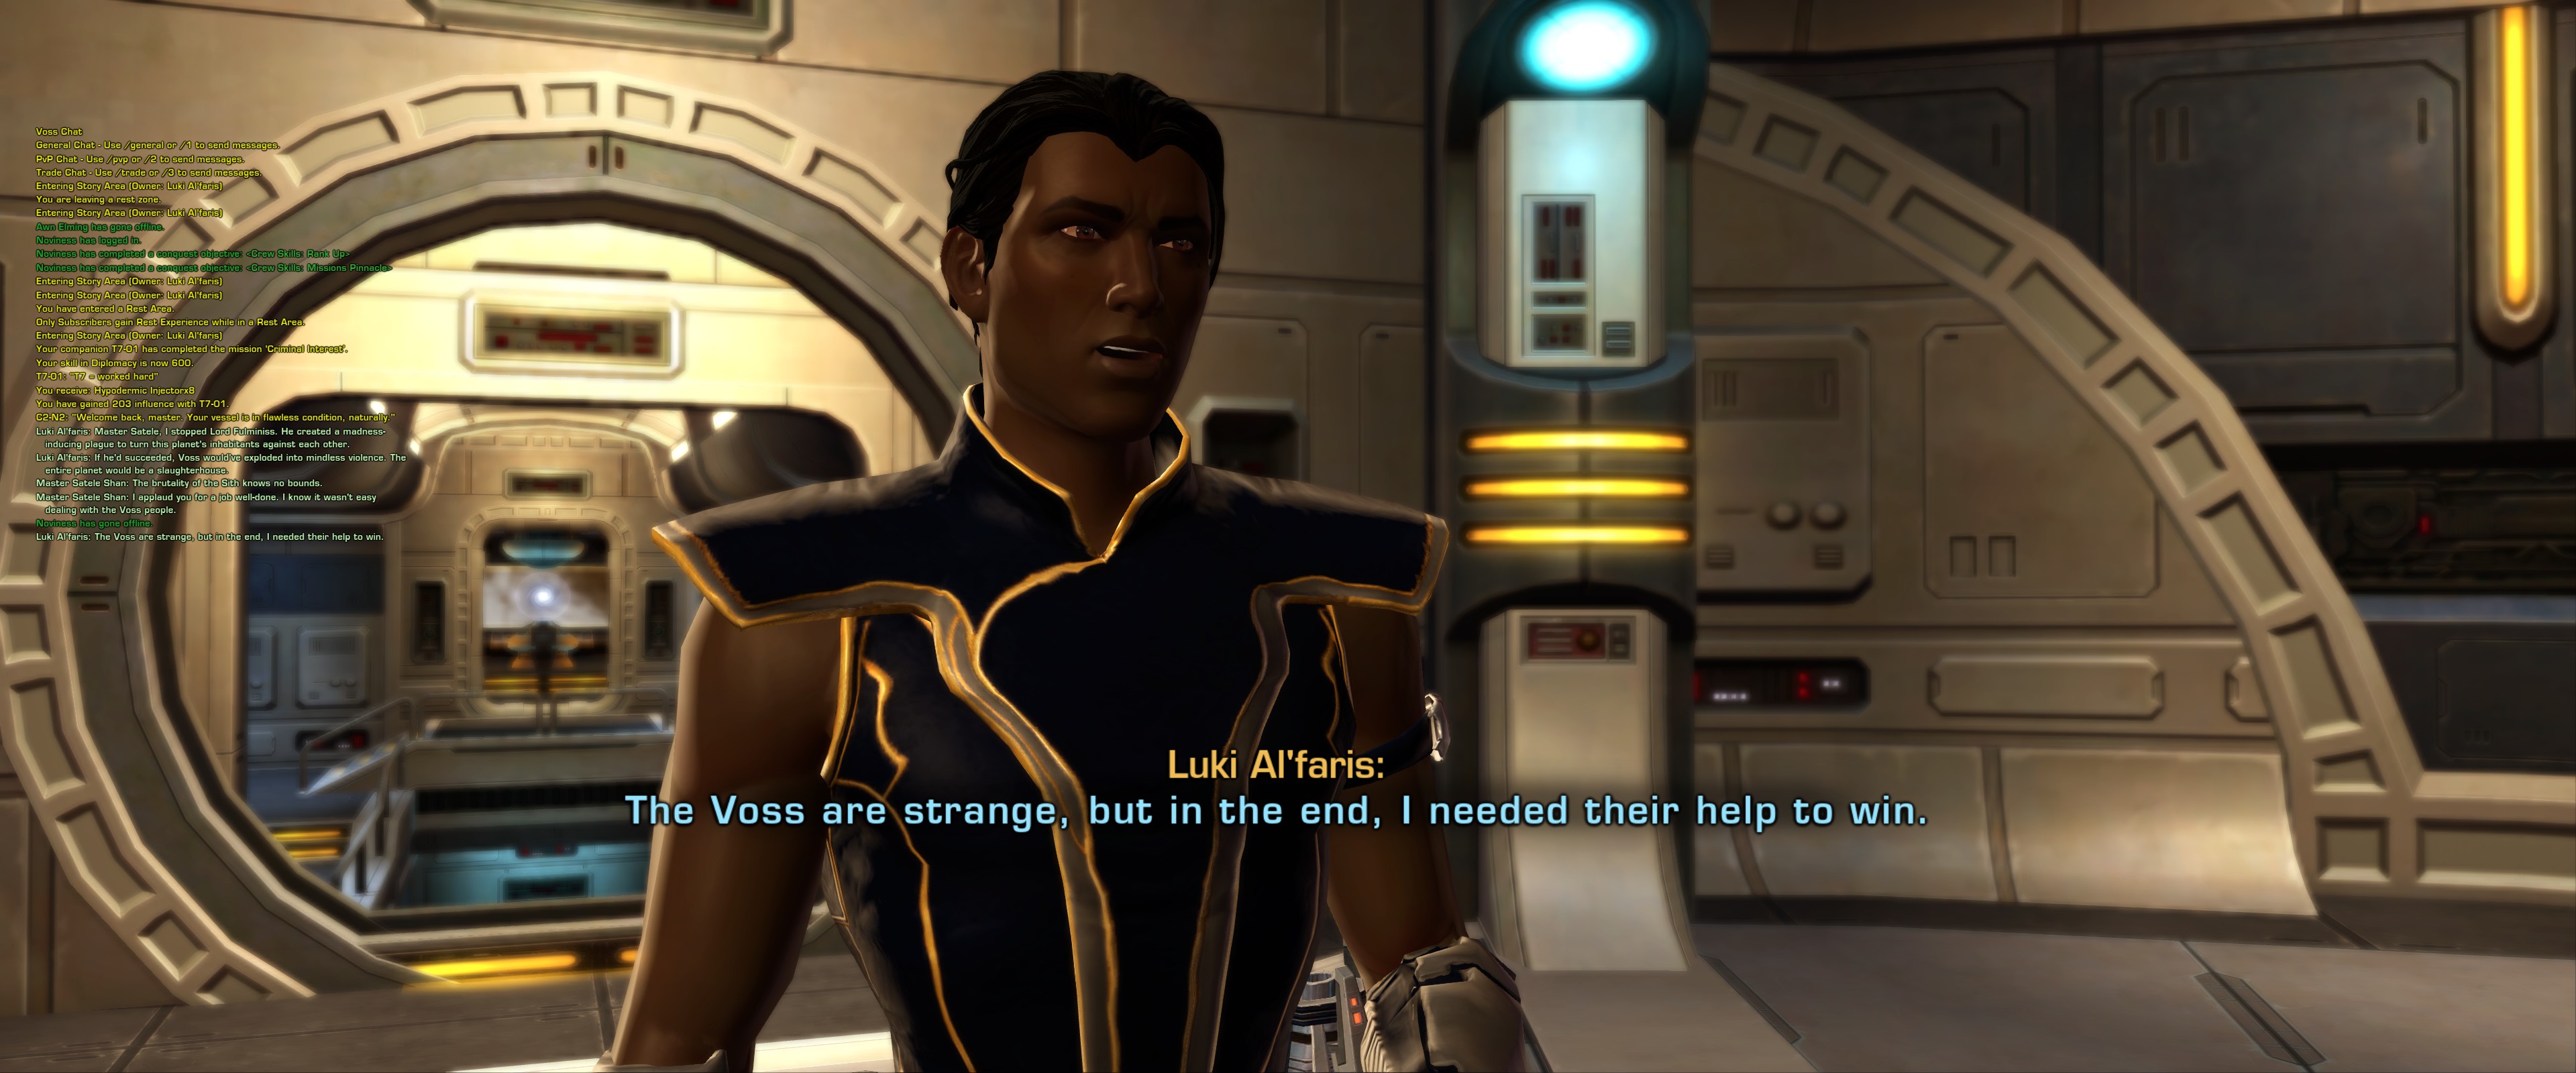 Voss Chat
General Chat - Use /general or /1 to send messages.
PvP Chat - Use /pvp or /2 to send messages.
Trade Chat - Use /trade or /3 to send messages.
Entering Story Area (Owner: Luki Al'faris)
You are leaving a rest zone.
Entering Story Area (Owner: Luki Al'faris)
Awn Elming has gone offline.
Noviness has logged in.
Noviness has completed a conquest objective: <Crew Skills: Rank Up>
Noviness has completed a conquest objective: <Crew Skills: Missions Pinnacle>
Entering Story Area (Owner: Luki Al'faris)
Entering Story Area (Owner: Luki Al'faris)
You have entered a Rest Area.
Only Subscribers gain Rest Experience while in a Rest Area.
Entering Story Area (Owner: Luki Al'faris)
Your companion T7-01 has completed the mission 'Criminal Interest'.
Your skill in Diplomacy is now 600.
T7-01: "T7 = worked hard"
You receive: Hypodermic Injectorx8
You have gained 203 influence with T7-01.
C2-N2: "Welcome back, master. Your vessel is in flawless condition, naturally."
Luki Al'faris: Master Satele, I stopped Lord Fulminiss. He created a madness-
inducing plague to turn this planet's inhabitants against each other.
Luki Al'faris: If he'd succeeded, Voss would've exploded into mindless violence. The
entire planet would be a slaughterhouse.
Master Satele Shan: The brutality of the Sith knows no bounds.
Master Satele Shan: I applaud you for a job well-done. I know it wasn't easy
dealing with the Voss people.
Noviness has gone offline.
Luki Al'faris: The Voss are strange, but in the end, I needed their help to win.
Luki Al'faris:
The Voss are strange, but in the end, I needed their help to win.